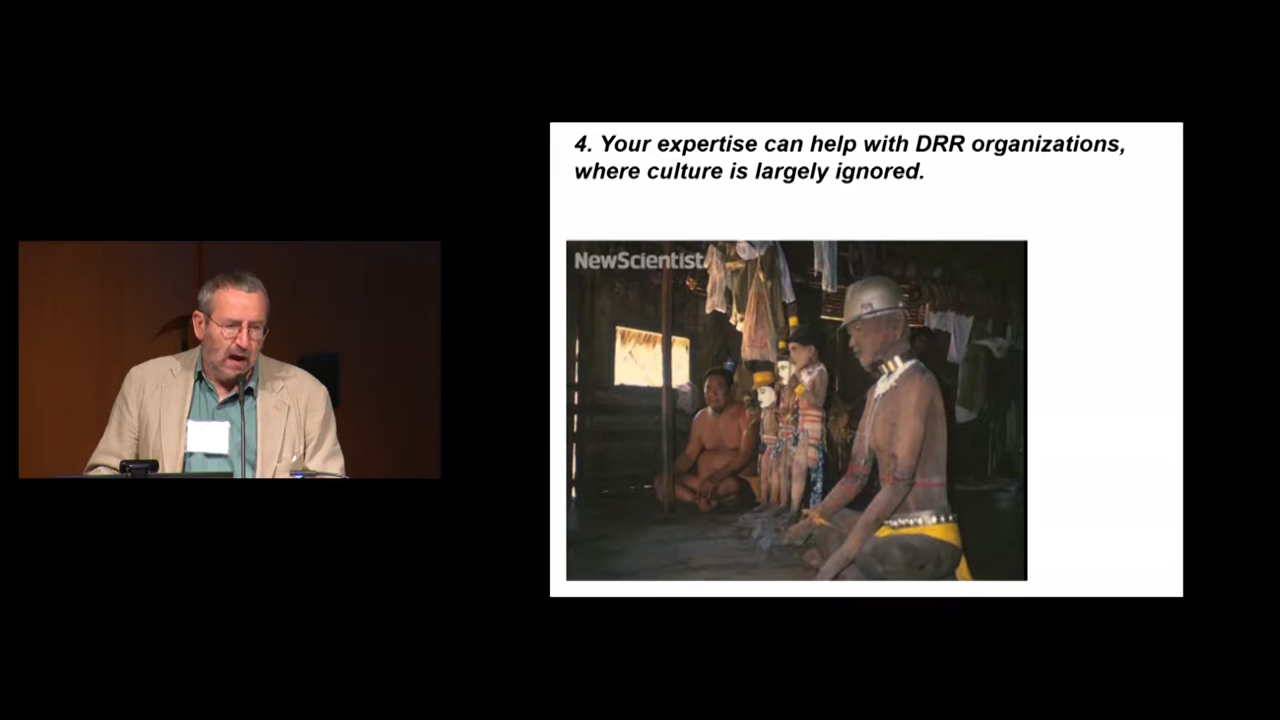 4. Your expertise can help with DRR organizations,
where culture is largely ignored.
NewScientist